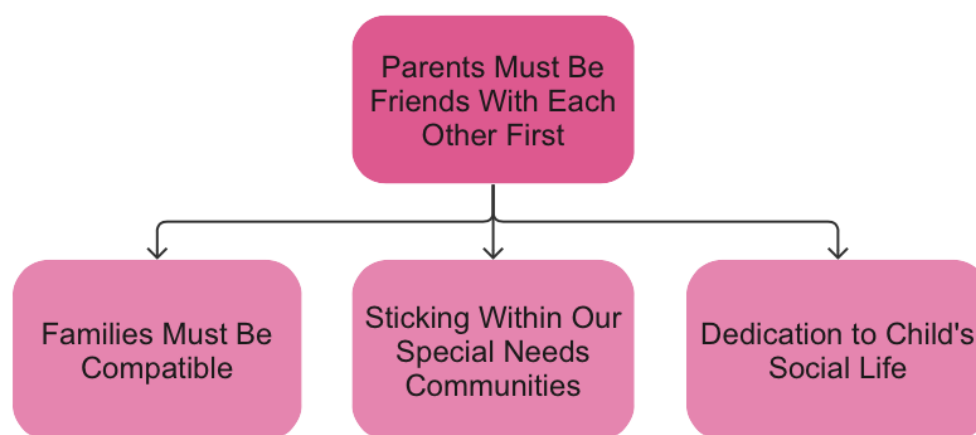 Parents Must Be
Friends With Each
Other First
Families Must Be
Compatible
Sticking Within Our
Special Needs
Communities
Dedication to Child's
Social Life